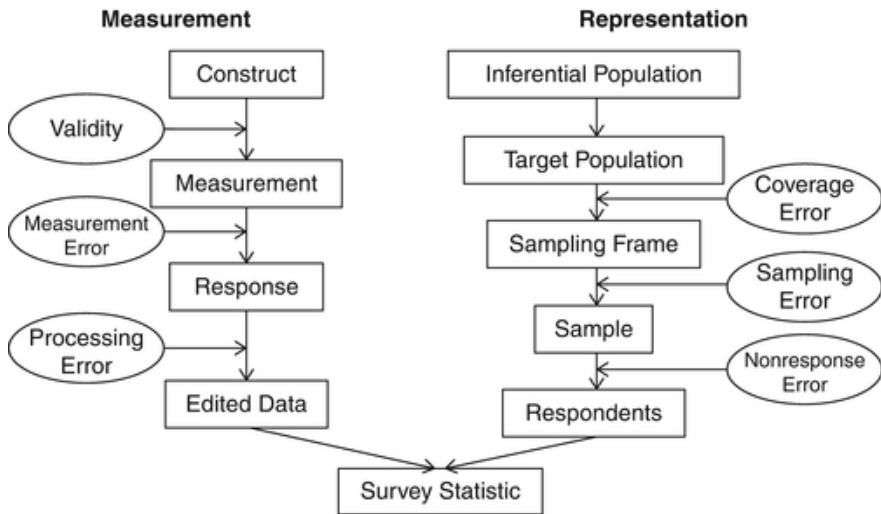 Measurement
Representation
Construct
Inferential Population
Validity
Target Population
Measurement
Coverage
Error
Measurement
Error
Sampling Frame
Response
Sampling
Error
Sample
Processing
Error
Nonresponse
Error
Edited Data
Respondents
Survey Statistic